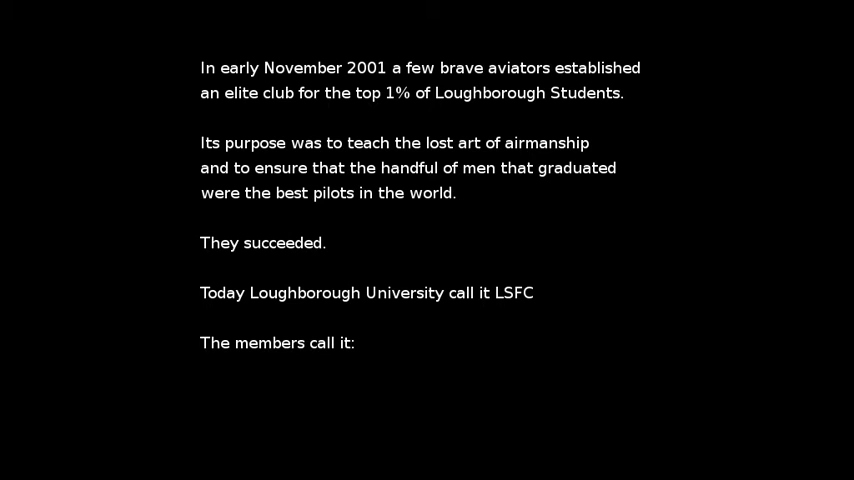 In early November 2001 a few brave aviators established
an elite club for the top 1% of Loughborough Students.
Its purpose was to teach the lost art of airmanship
and to ensure that the handful of men that graduated
were the best pilots in the world.
They succeeded.
Today Loughborough University call it LSFC
The members call it: